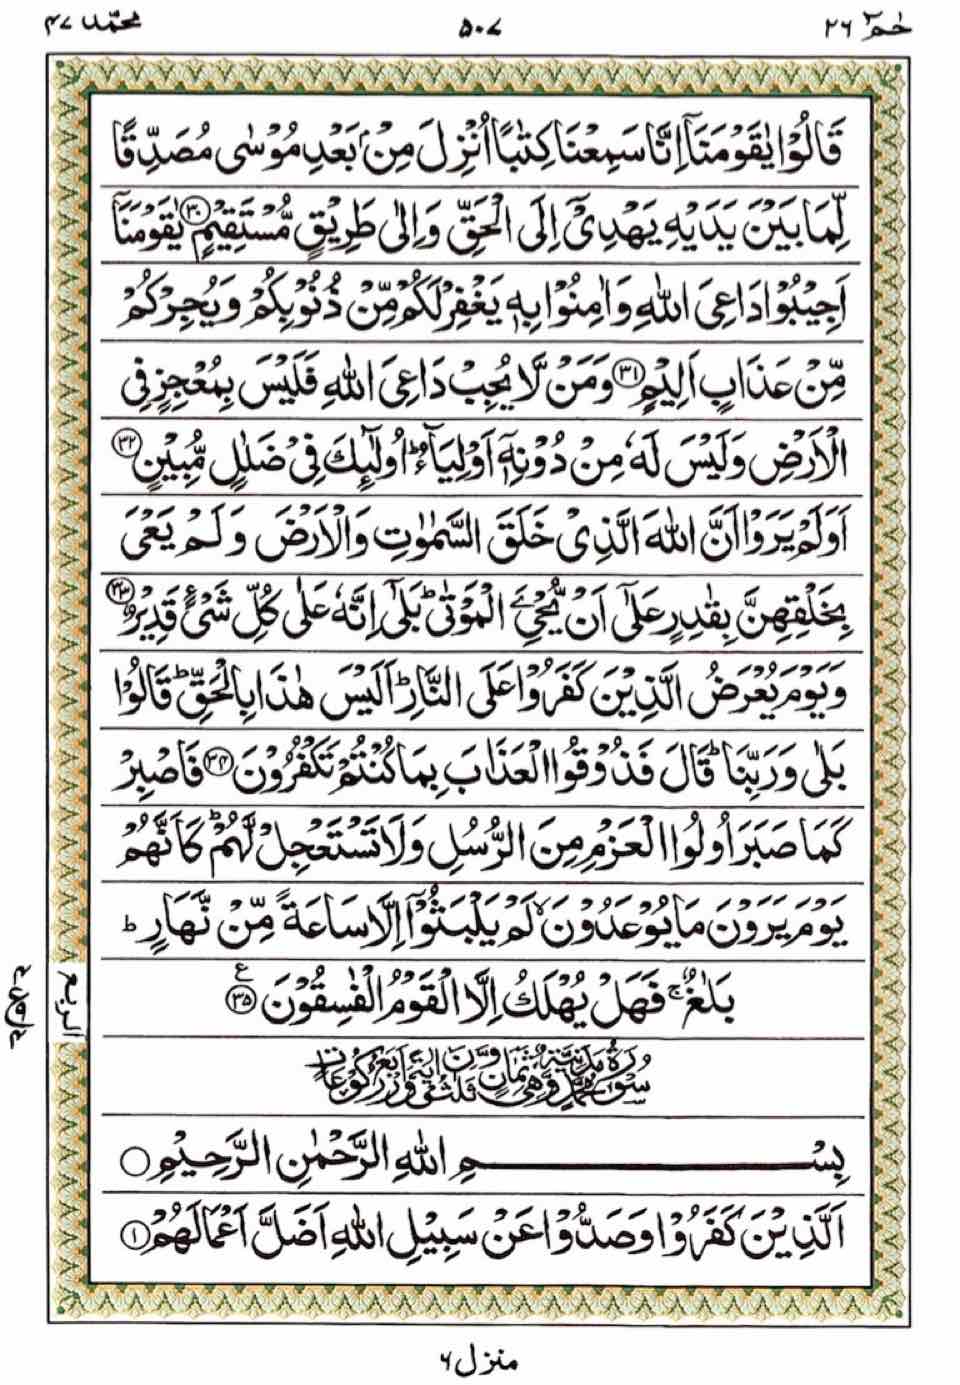 حٰمٓ ٢٦
٥٠٧
محمّد ٤٧
قَالُوْا يٰقَوْمَنَاۤ اِنَّا سَمِعْنَا كِتٰبًا اُنْزِلَ مِنْۢ بَعْدِ مُوْسٰى مُصَدِّقًا
لِّمَا بَيْنَ يَدَيْهِ يَهْدِيْۤ اِلَى الْحَقِّ وَاِلٰى طَرِيْقٍ مُّسْتَقِيْمٍ ﴿٣٠﴾ يٰقَوْمَنَاۤ
اَجِيْبُوْا دَاعِيَ اللّٰهِ وَاٰمِنُوْا بِهٖ يَغْفِرْ لَكُمْ مِّنْ ذُنُوْبِكُمْ وَيُجِرْكُمْ
مِّنْ عَذَابٍ اَلِيْمٍ ﴿٣١﴾ وَمَنْ لَّا يُجِبْ دَاعِيَ اللّٰهِ فَلَيْسَ بِمُعْجِزٍ فِى
الْاَرْضِ وَلَيْسَ لَهٗ مِنْ دُوْنِهٖۤ اَوْلِيَآءُؕ اُولٰٓئِكَ فِيْ ضَلٰلٍ مُّبِيْنٍ ﴿٣٢﴾
اَوَلَمْ يَرَوْا اَنَّ اللّٰهَ الَّذِيْ خَلَقَ السَّمٰوٰتِ وَالْاَرْضَ وَلَمْ يَعْيَ
بِخَلْقِهِنَّ بِقٰدِرٍ عَلٰۤى اَنْ يُّحْيِۦَ الْمَوْتٰىؕ بَلٰۤى اِنَّهٗ عَلٰى كُلِّ شَيْءٍ قَدِيْرٌ ﴿٣٣﴾
وَيَوْمَ يُعْرَضُ الَّذِيْنَ كَفَرُوْا عَلَى النَّارِؕ اَلَيْسَ هٰذَا بِالْحَقِّؕ قَالُوْا
بَلٰى وَرَبِّنَاؕ قَالَ فَذُوْقُوا الْعَذَابَ بِمَا كُنْتُمْ تَكْفُرُوْنَ ﴿٣٤﴾ فَاصْبِرْ
كَمَا صَبَرَ اُولُوا الْعَزْمِ مِنَ الرُّسُلِ وَلَا تَسْتَعْجِلْ لَّهُمْؕ كَاَنَّهُمْ
يَوْمَ يَرَوْنَ مَا يُوْعَدُوْنَۙ لَمْ يَلْبَثُوْۤا اِلَّا سَاعَةً مِّنْ نَّهَارٍؕ
بَلٰغٌۚ فَهَلْ يُهْلَكُ اِلَّا الْقَوْمُ الْفٰسِقُوْنَ ﴿٣٥﴾ ع
الربع
سُوْرَةُ مُحَمَّدٍ مَّدَنِيَّةٌ وَّهِيَ ثَمَانٍ وَّثَلٰثُوْنَ اٰيَةً وَّاَرْبَعُ رُكُوْعَاتٍ
بِسْمِ اللّٰهِ الرَّحْمٰنِ الرَّحِيْمِ ○
اَلَّذِيْنَ كَفَرُوْا وَصَدُّوْا عَنْ سَبِيْلِ اللّٰهِ اَضَلَّ اَعْمَالَهُمْ ﴿١﴾
منزل ٦